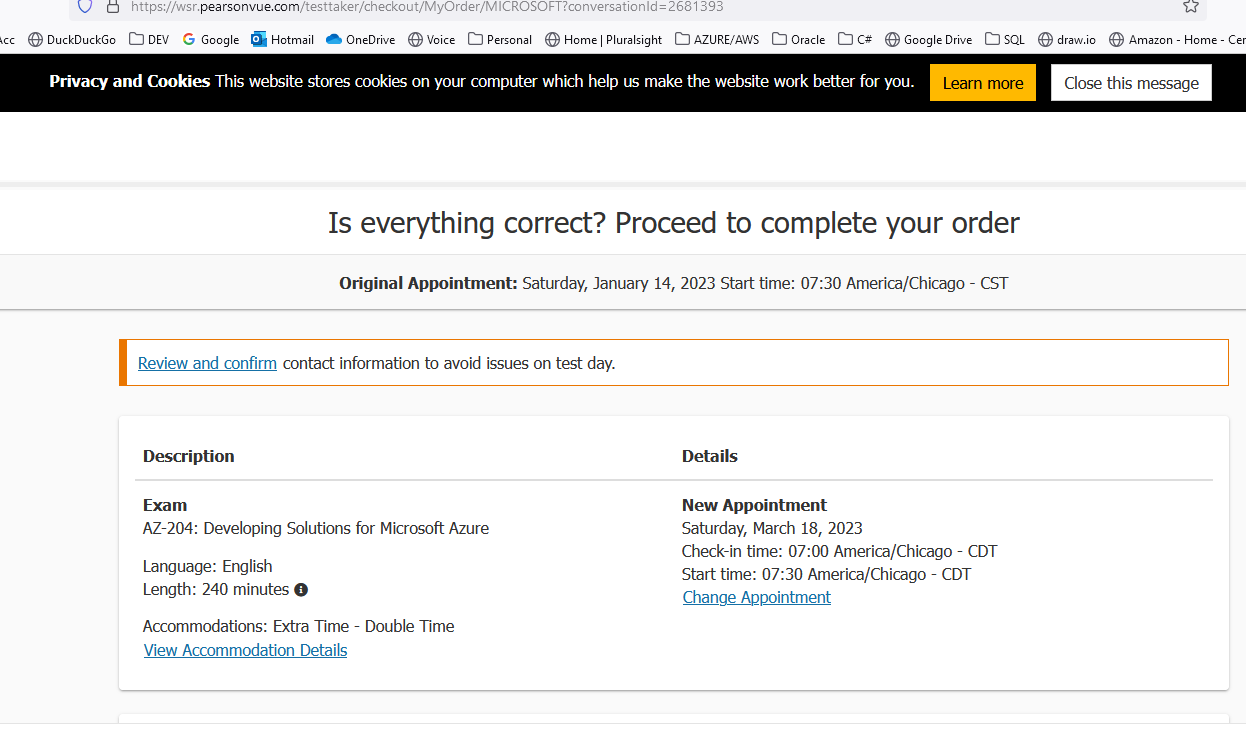 https://wsr.pearsonvue.com/testtaker/checkout/MyOrder/MICROSOFT?conversationId=2681393
DuckDuckGo DEV Google Hotmail OneDrive Voice Personal Home | Pluralsight AZURE/AWS Oracle C# Google Drive SQL draw.io Amazon - Home - Cer
Privacy and Cookies This website stores cookies on your computer which help us make the website work better for you. Learn more Close this message
Is everything correct? Proceed to complete your order
Original Appointment: Saturday, January 14, 2023 Start time: 07:30 America/Chicago - CST
Review and confirm contact information to avoid issues on test day.
Description
Details
Exam
AZ-204: Developing Solutions for Microsoft Azure
Language: English
Length: 240 minutes
Accommodations: Extra Time - Double Time
View Accommodation Details
New Appointment
Saturday, March 18, 2023
Check-in time: 07:00 America/Chicago - CDT
Start time: 07:30 America/Chicago - CDT
Change Appointment